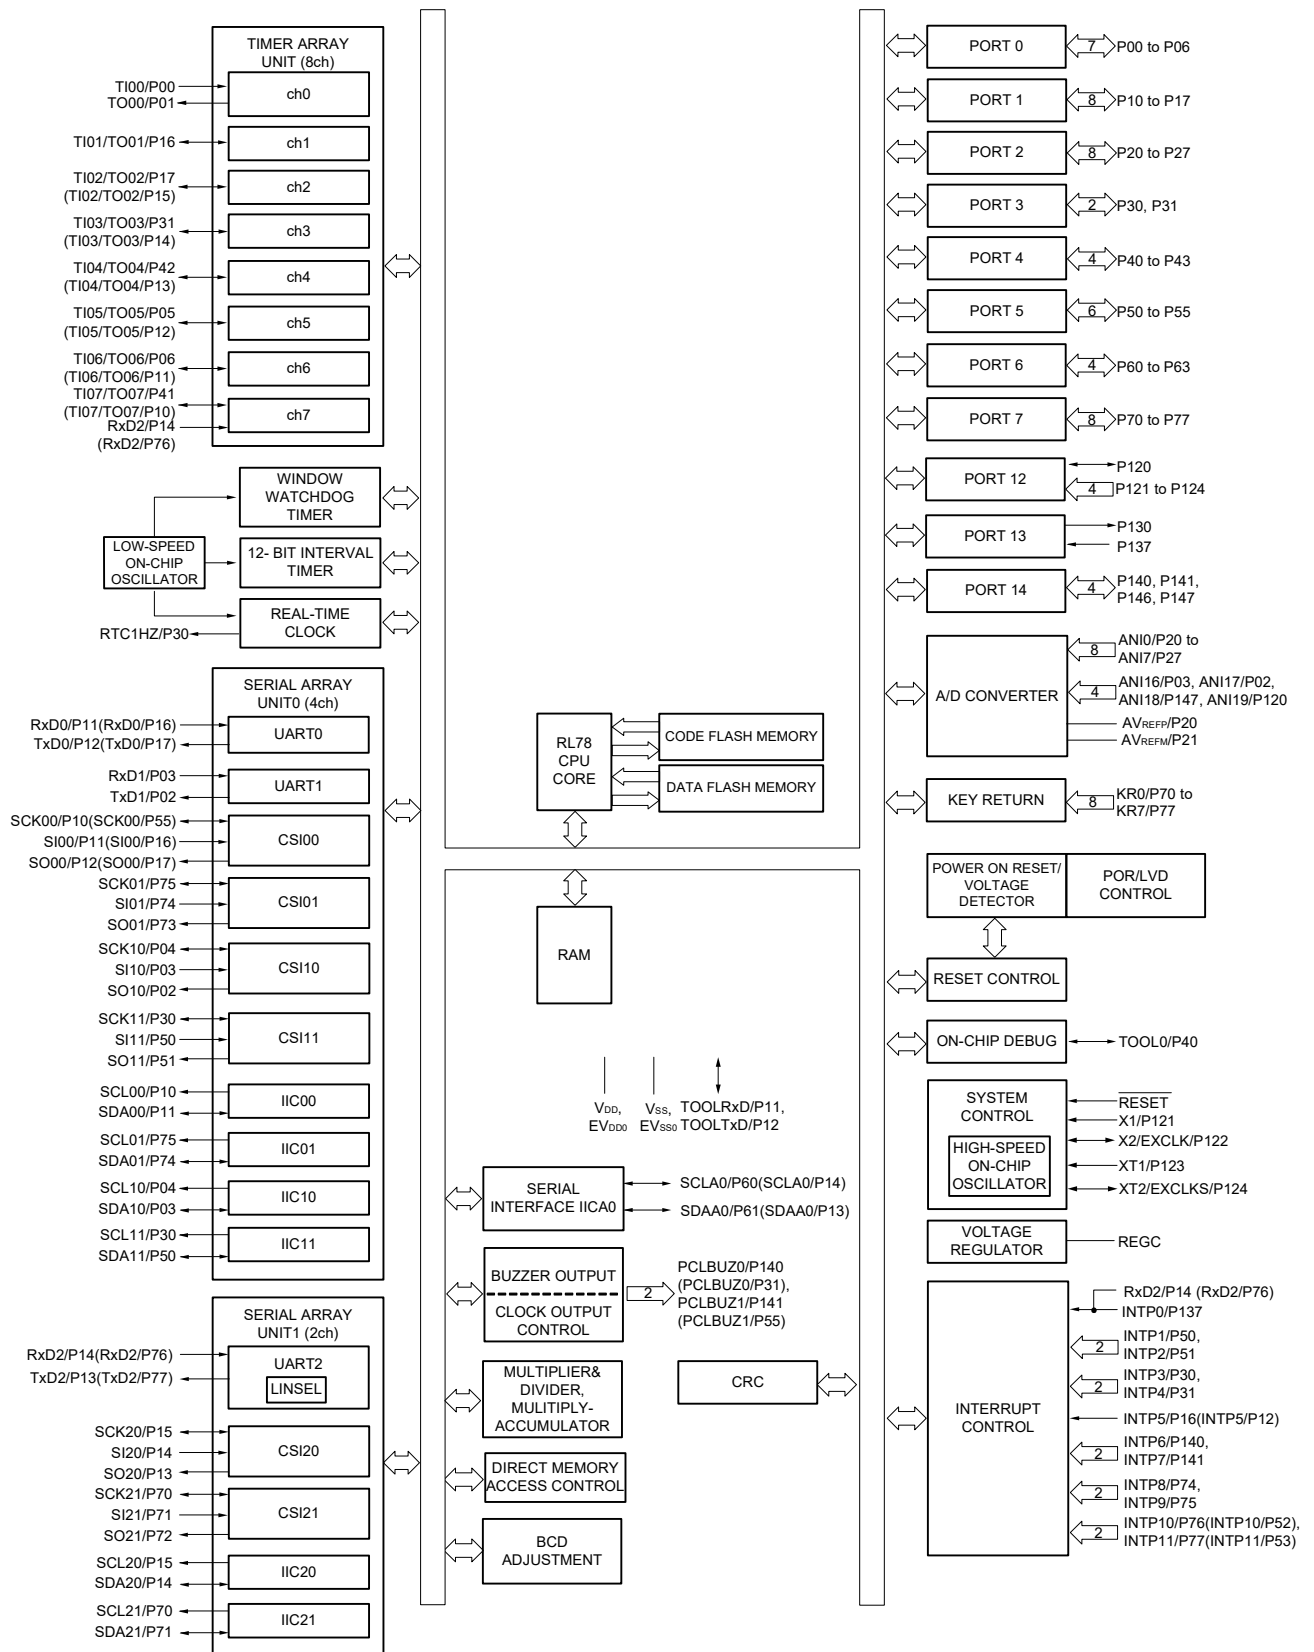 TIMER ARRAY
UNIT (8ch)
TI00/P00
TO00/P01
ch0
TI01/TO01/P16
ch1
TI02/TO02/P17
(TI02/TO02/P15)
ch2
TI03/TO03/P31
(TI03/TO03/P14)
ch3
TI04/TO04/P42
(TI04/TO04/P13)
ch4
TI05/TO05/P05
(TI05/TO05/P12)
ch5
TI06/TO06/P06
(TI06/TO06/P11)
ch6
TI07/TO07/P41
(TI07/TO07/P10)
RxD2/P14
(RxD2/P76)
ch7
WINDOW
WATCHDOG
TIMER
LOW-SPEED
ON-CHIP
OSCILLATOR
12- BIT INTERVAL
TIMER
REAL-TIME
CLOCK
RTC1HZ/P30
SERIAL ARRAY
UNIT0 (4ch)
RxD0/P11(RxD0/P16)
TxD0/P12(TxD0/P17)
UART0
RxD1/P03
TxD1/P02
UART1
SCK00/P10(SCK00/P55)
SI00/P11(SI00/P16)
SO00/P12(SO00/P17)
CSI00
SCK01/P75
SI01/P74
SO01/P73
CSI01
SCK10/P04
SI10/P03
SO10/P02
CSI10
SCK11/P30
SI11/P50
SO11/P51
CSI11
SCL00/P10
SDA00/P11
IIC00
SCL01/P75
SDA01/P74
IIC01
SCL10/P04
SDA10/P03
IIC10
SCL11/P30
SDA11/P50
IIC11
SERIAL ARRAY
UNIT1 (2ch)
RxD2/P14(RxD2/P76)
TxD2/P13(TxD2/P77)
UART2
LINSEL
SCK20/P15
SI20/P14
SO20/P13
CSI20
SCK21/P70
SI21/P71
SO21/P72
CSI21
SCL20/P15
SDA20/P14
IIC20
SCL21/P70
SDA21/P71
IIC21
RL78
CPU
CORE
CODE FLASH MEMORY
DATA FLASH MEMORY
RAM
VDD,
EVDD0
VSS,
EVSS0
TOOLRxD/P11,
TOOLTxD/P12
SERIAL
INTERFACE IICA0
SCLA0/P60(SCLA0/P14)
SDAA0/P61(SDAA0/P13)
BUZZER OUTPUT
CLOCK OUTPUT
CONTROL
2
PCLBUZ0/P140
(PCLBUZ0/P31),
PCLBUZ1/P141
(PCLBUZ1/P55)
MULTIPLIER&
DIVIDER,
MULITIPLY-
ACCUMULATOR
CRC
DIRECT MEMORY
ACCESS CONTROL
BCD
ADJUSTMENT
PORT 0
7
P00 to P06
PORT 1
8
P10 to P17
PORT 2
8
P20 to P27
PORT 3
2
P30, P31
PORT 4
4
P40 to P43
PORT 5
6
P50 to P55
PORT 6
4
P60 to P63
PORT 7
8
P70 to P77
PORT 12
P120
4
P121 to P124
PORT 13
P130
P137
PORT 14
4
P140, P141,
P146, P147
A/D CONVERTER
8
ANI0/P20 to
ANI7/P27
4
ANI16/P03, ANI17/P02,
ANI18/P147, ANI19/P120
AVREFP/P20
AVREFM/P21
KEY RETURN
8
KR0/P70 to
KR7/P77
POWER ON RESET/
VOLTAGE
DETECTOR
POR/LVD
CONTROL
RESET CONTROL
ON-CHIP DEBUG
TOOL0/P40
SYSTEM
CONTROL
HIGH-SPEED
ON-CHIP
OSCILLATOR
RESET
X1/P121
X2/EXCLK/P122
XT1/P123
XT2/EXCLKS/P124
VOLTAGE
REGULATOR
REGC
INTERRUPT
CONTROL
RxD2/P14 (RxD2/P76)
INTP0/P137
2
INTP1/P50,
INTP2/P51
2
INTP3/P30,
INTP4/P31
INTP5/P16(INTP5/P12)
2
INTP6/P140,
INTP7/P141
2
INTP8/P74,
INTP9/P75
2
INTP10/P76(INTP10/P52),
INTP11/P77(INTP11/P53)